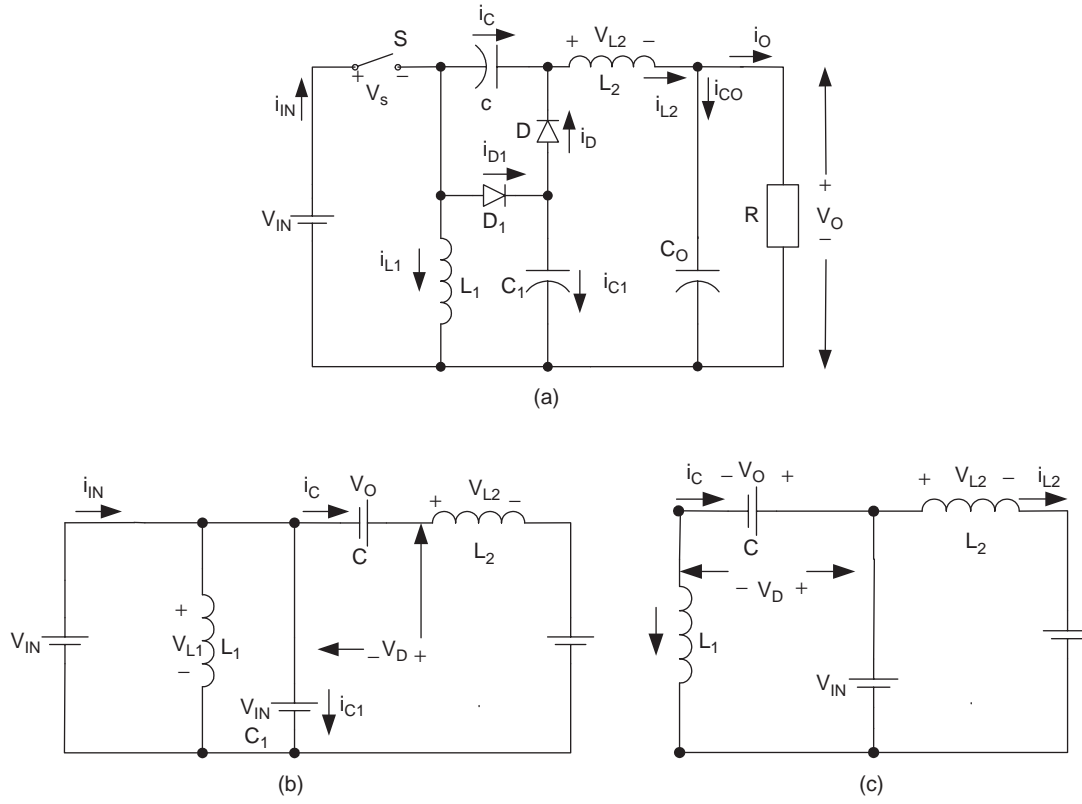 i_C
S
+ V_L2 −
i_O
+ −
V_s
c
L_2
i_L2
i_CO
i_IN
D
i_D
i_D1
D_1
V_IN
R
+
V_O
−
C_O
i_L1
L_1
C_1
i_C1
(a)
i_IN
i_C
V_O
+ V_L2 −
C
L_2
+
V_L1
−
L_1
V_IN
− V_D +
V_IN
C_1
i_C1
(b)
i_C
− V_O +
+ V_L2 −
i_L2
C
L_2
− V_D +
L_1
V_IN
(c)